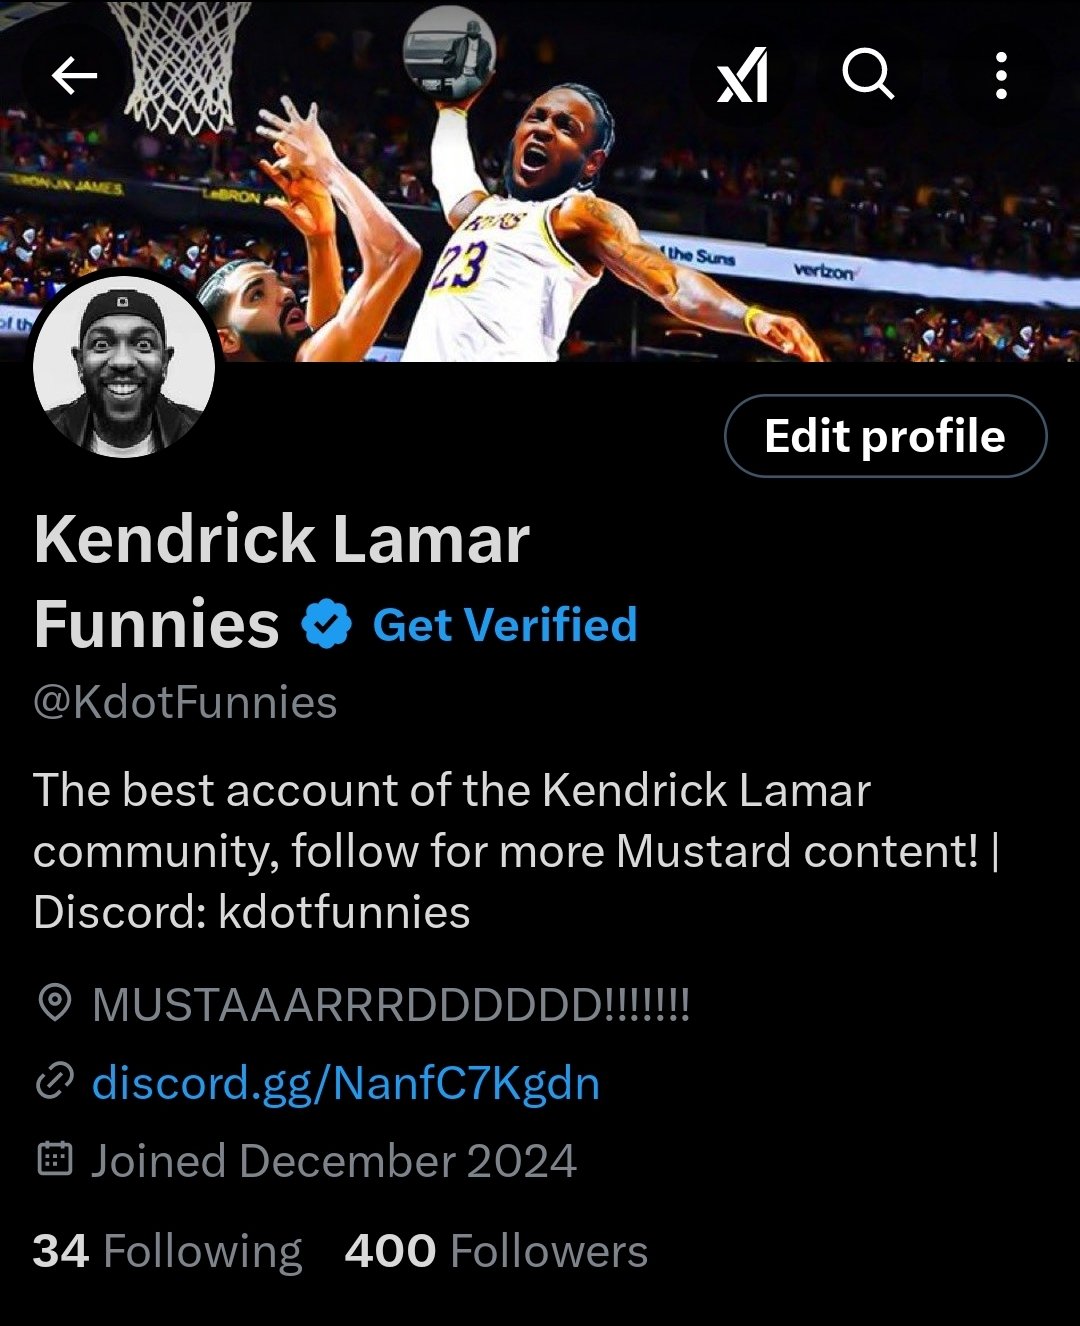 LEBRON
the Suns
verizon
23
of th
Edit profile
Kendrick Lamar
Funnies Get Verified
@KdotFunnies
The best account of the Kendrick Lamar
community, follow for more Mustard content! |
Discord: kdotfunnies
MUSTAAARRRDDDDDD!!!!!!!
discord.gg/NanfC7Kgdn
Joined December 2024
34 Following 400 Followers